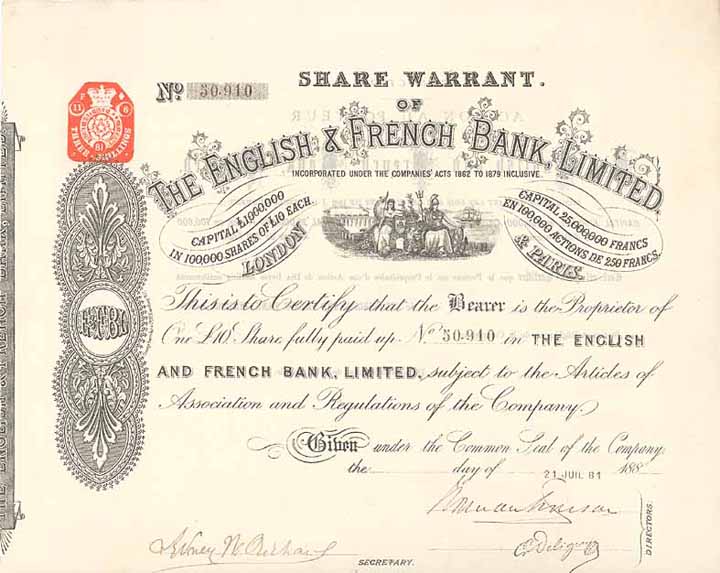 SHARE WARRANT.
No 50·910
OF
THE ENGLISH & FRENCH BANK, LIMITED.
INCORPORATED UNDER THE COMPANIES' ACTS 1862 TO 1879 INCLUSIVE.
THREE SHILLINGS
CAPITAL £1,000,000
IN 100,000 SHARES OF £10 EACH.
LONDON
CAPITAL 25,000,000 FRANCS
EN 100,000 ACTIONS DE 250 FRANCS.
& PARIS.
This is to Certify that the Bearer is the Proprietor of
One £10 Share fully paid up No 50·910 in THE ENGLISH
AND FRENCH BANK, LIMITED, subject to the Articles of
Association and Regulations of the Company.
E&F.BL
Given under the Common Seal of the Company
the day of 21 JUIL 81 188
DIRECTORS.
SECRETARY.